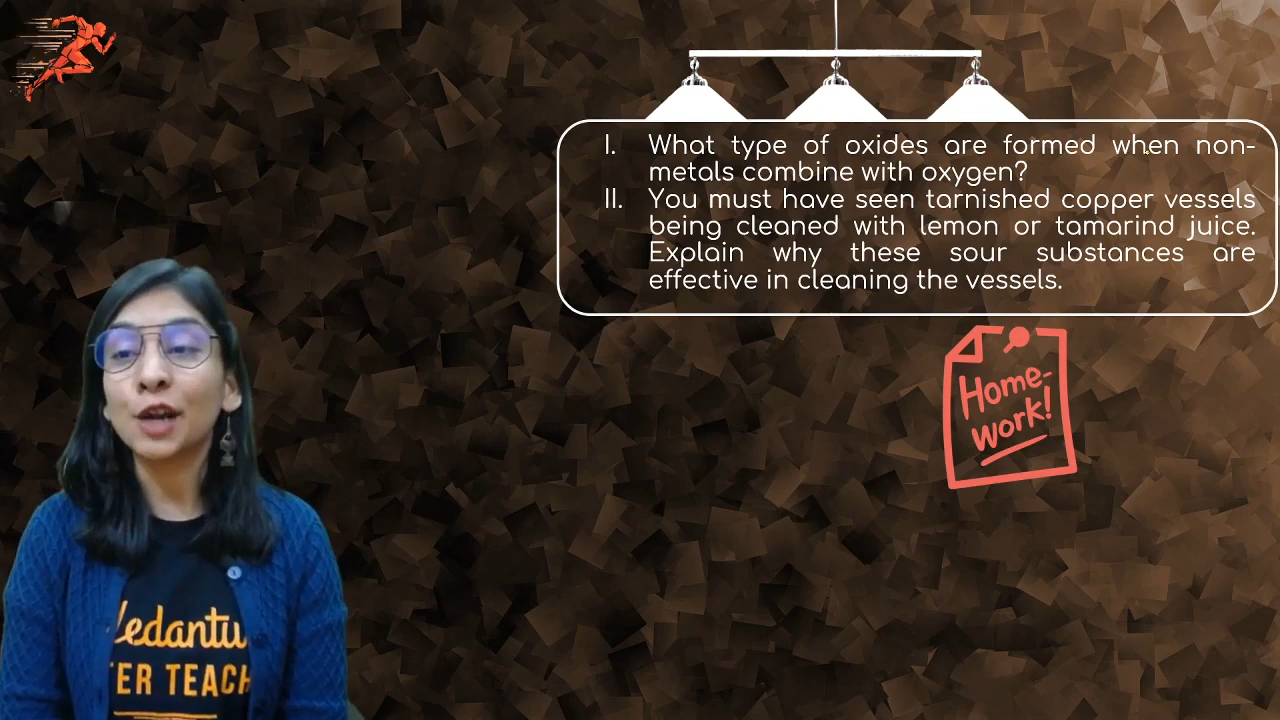 I. What type of oxides are formed when non-
metals combine with oxygen?
II. You must have seen tarnished copper vessels
being cleaned with lemon or tamarind juice.
Explain why these sour substances are
effective in cleaning the vessels.
Home-
work!
TEACH